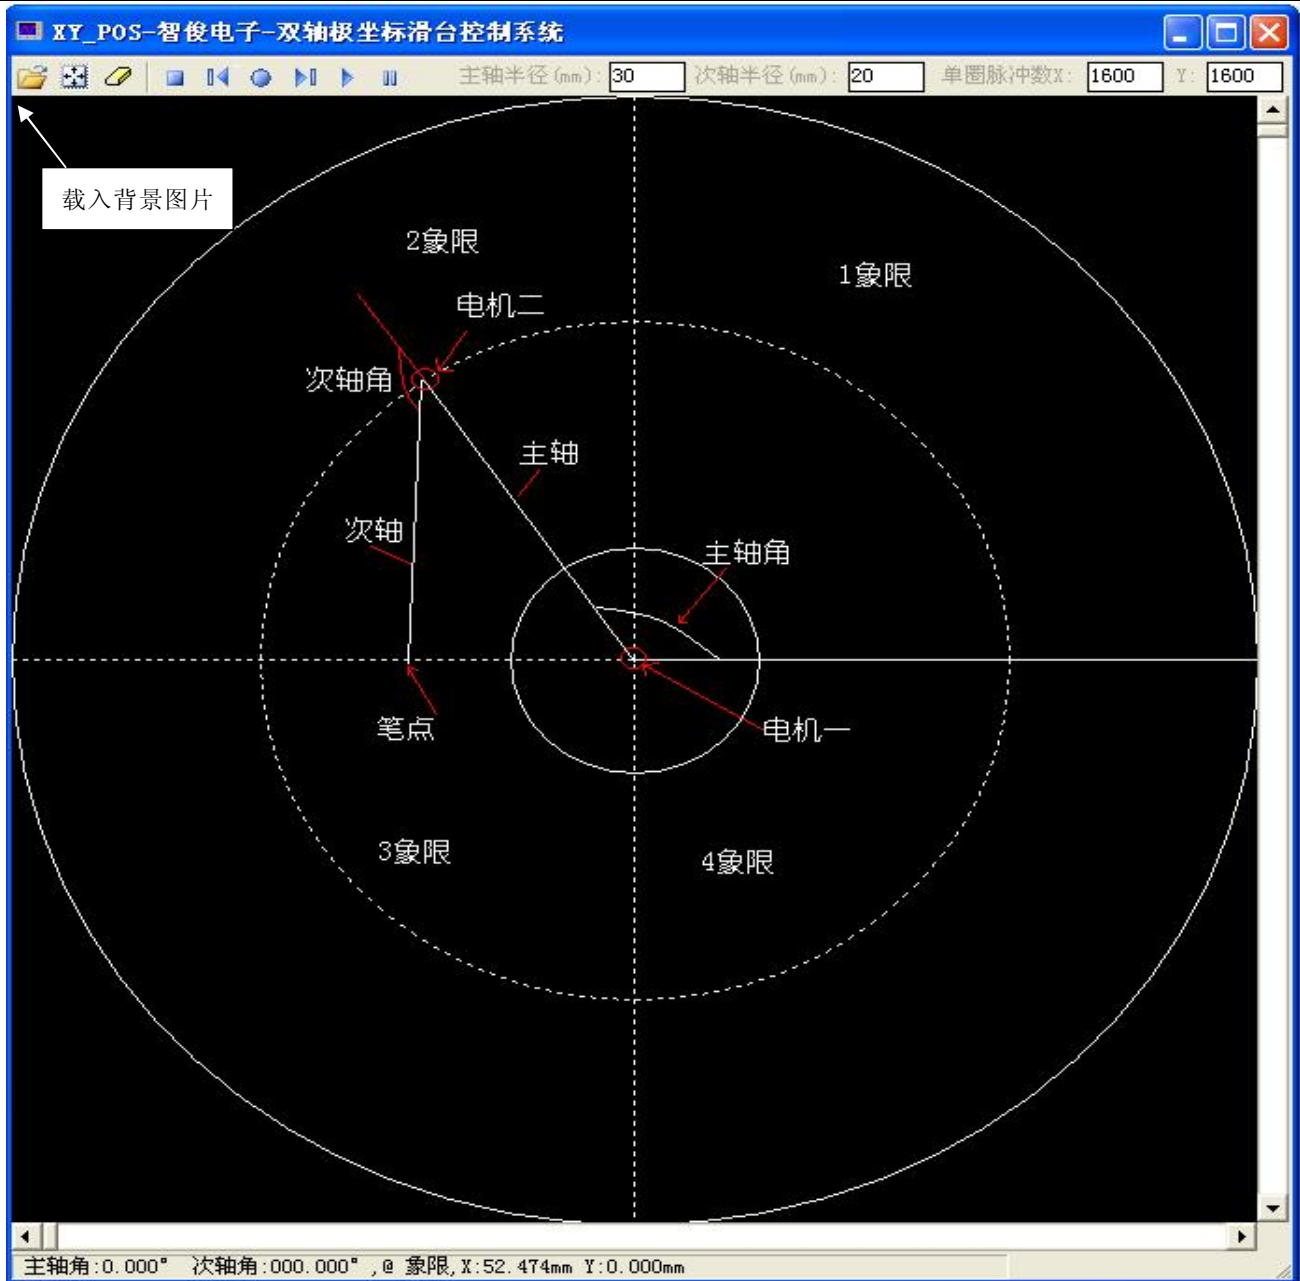 XY_POS-智俊电子-双轴极坐标滑台控制系统
主轴半径(mm): 30 次轴半径(mm): 20 单圈脉冲数X: 1600 Y: 1600
载入背景图片
2象限
1象限
电机二
次轴角
主轴
次轴
主轴角
笔点
电机一
3象限
4象限
主轴角:0.000° 次轴角:000.000° ,@ 象限,X:52.474mm Y:0.000mm